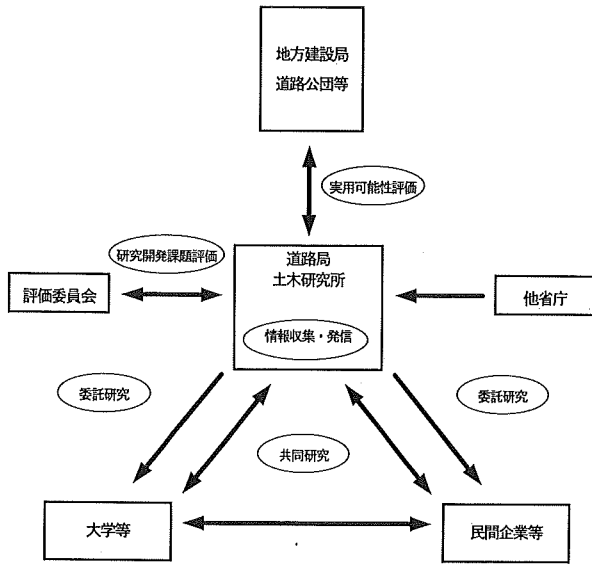 地方建設局
道路公団等
実用可能性評価
研究開発課題評価
道路局
土木研究所
評価委員会
他省庁
情報収集・発信
委託研究
委託研究
共同研究
大学等
民間企業等